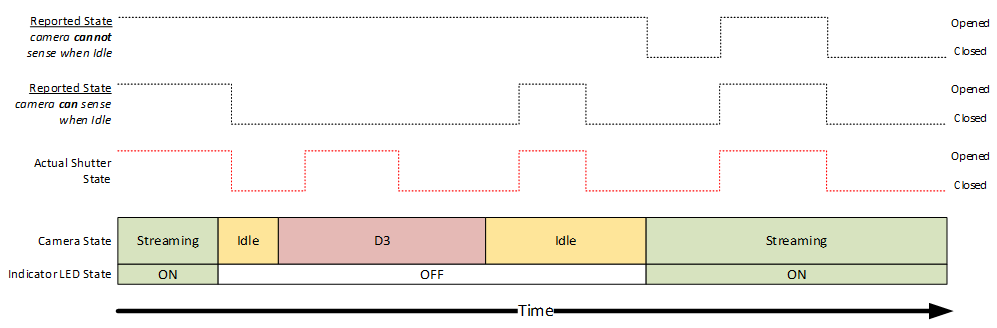 Reported State
camera cannot
sense when Idle
Opened
Closed
Reported State
camera can sense
when Idle
Opened
Closed
Actual Shutter
State
Opened
Closed
Camera State
Streaming
Idle
D3
Idle
Streaming
Indicator LED State
ON
OFF
ON
Time